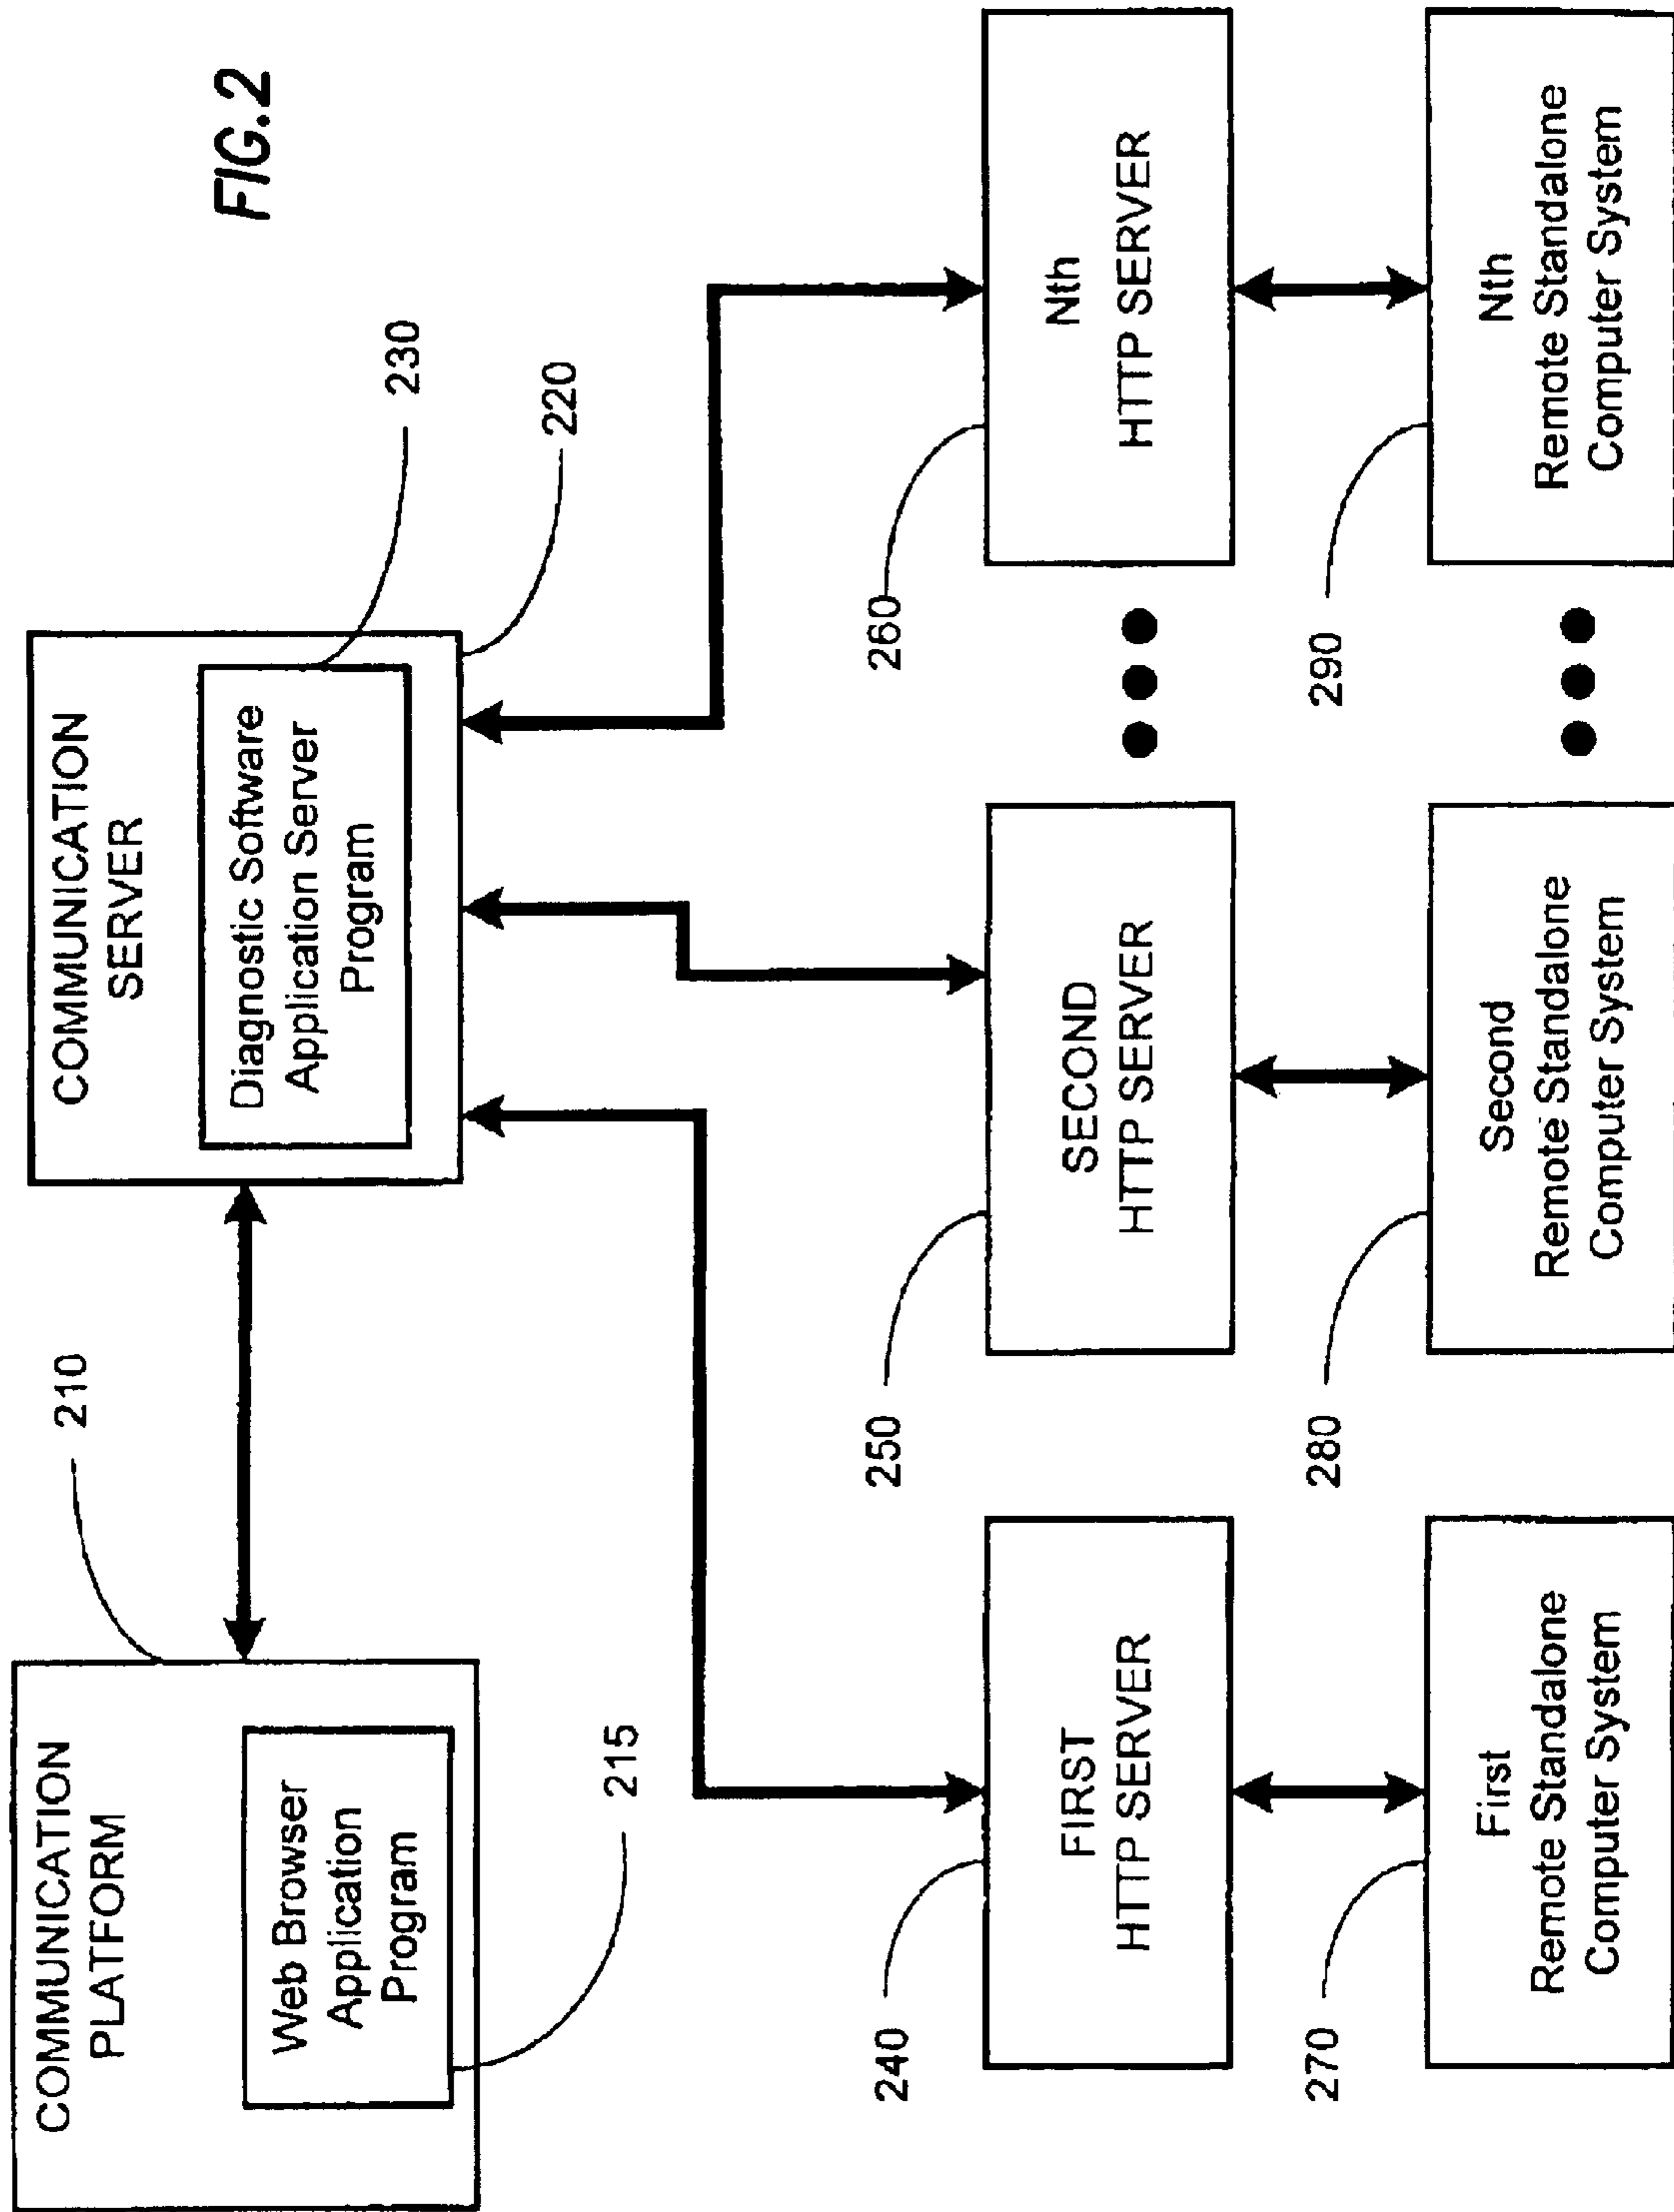 FIG.2
COMMUNICATION
PLATFORM
Web Browser
Application
Program
210
215
COMMUNICATION
SERVER
Diagnostic Software
Application Server
Program
230
220
240
FIRST
HTTP SERVER
250
SECOND
HTTP SERVER
260
Nth
HTTP SERVER
270
First
Remote Standalone
Computer System
280
Second
Remote Standalone
Computer System
290
Nth
Remote Standalone
Computer System